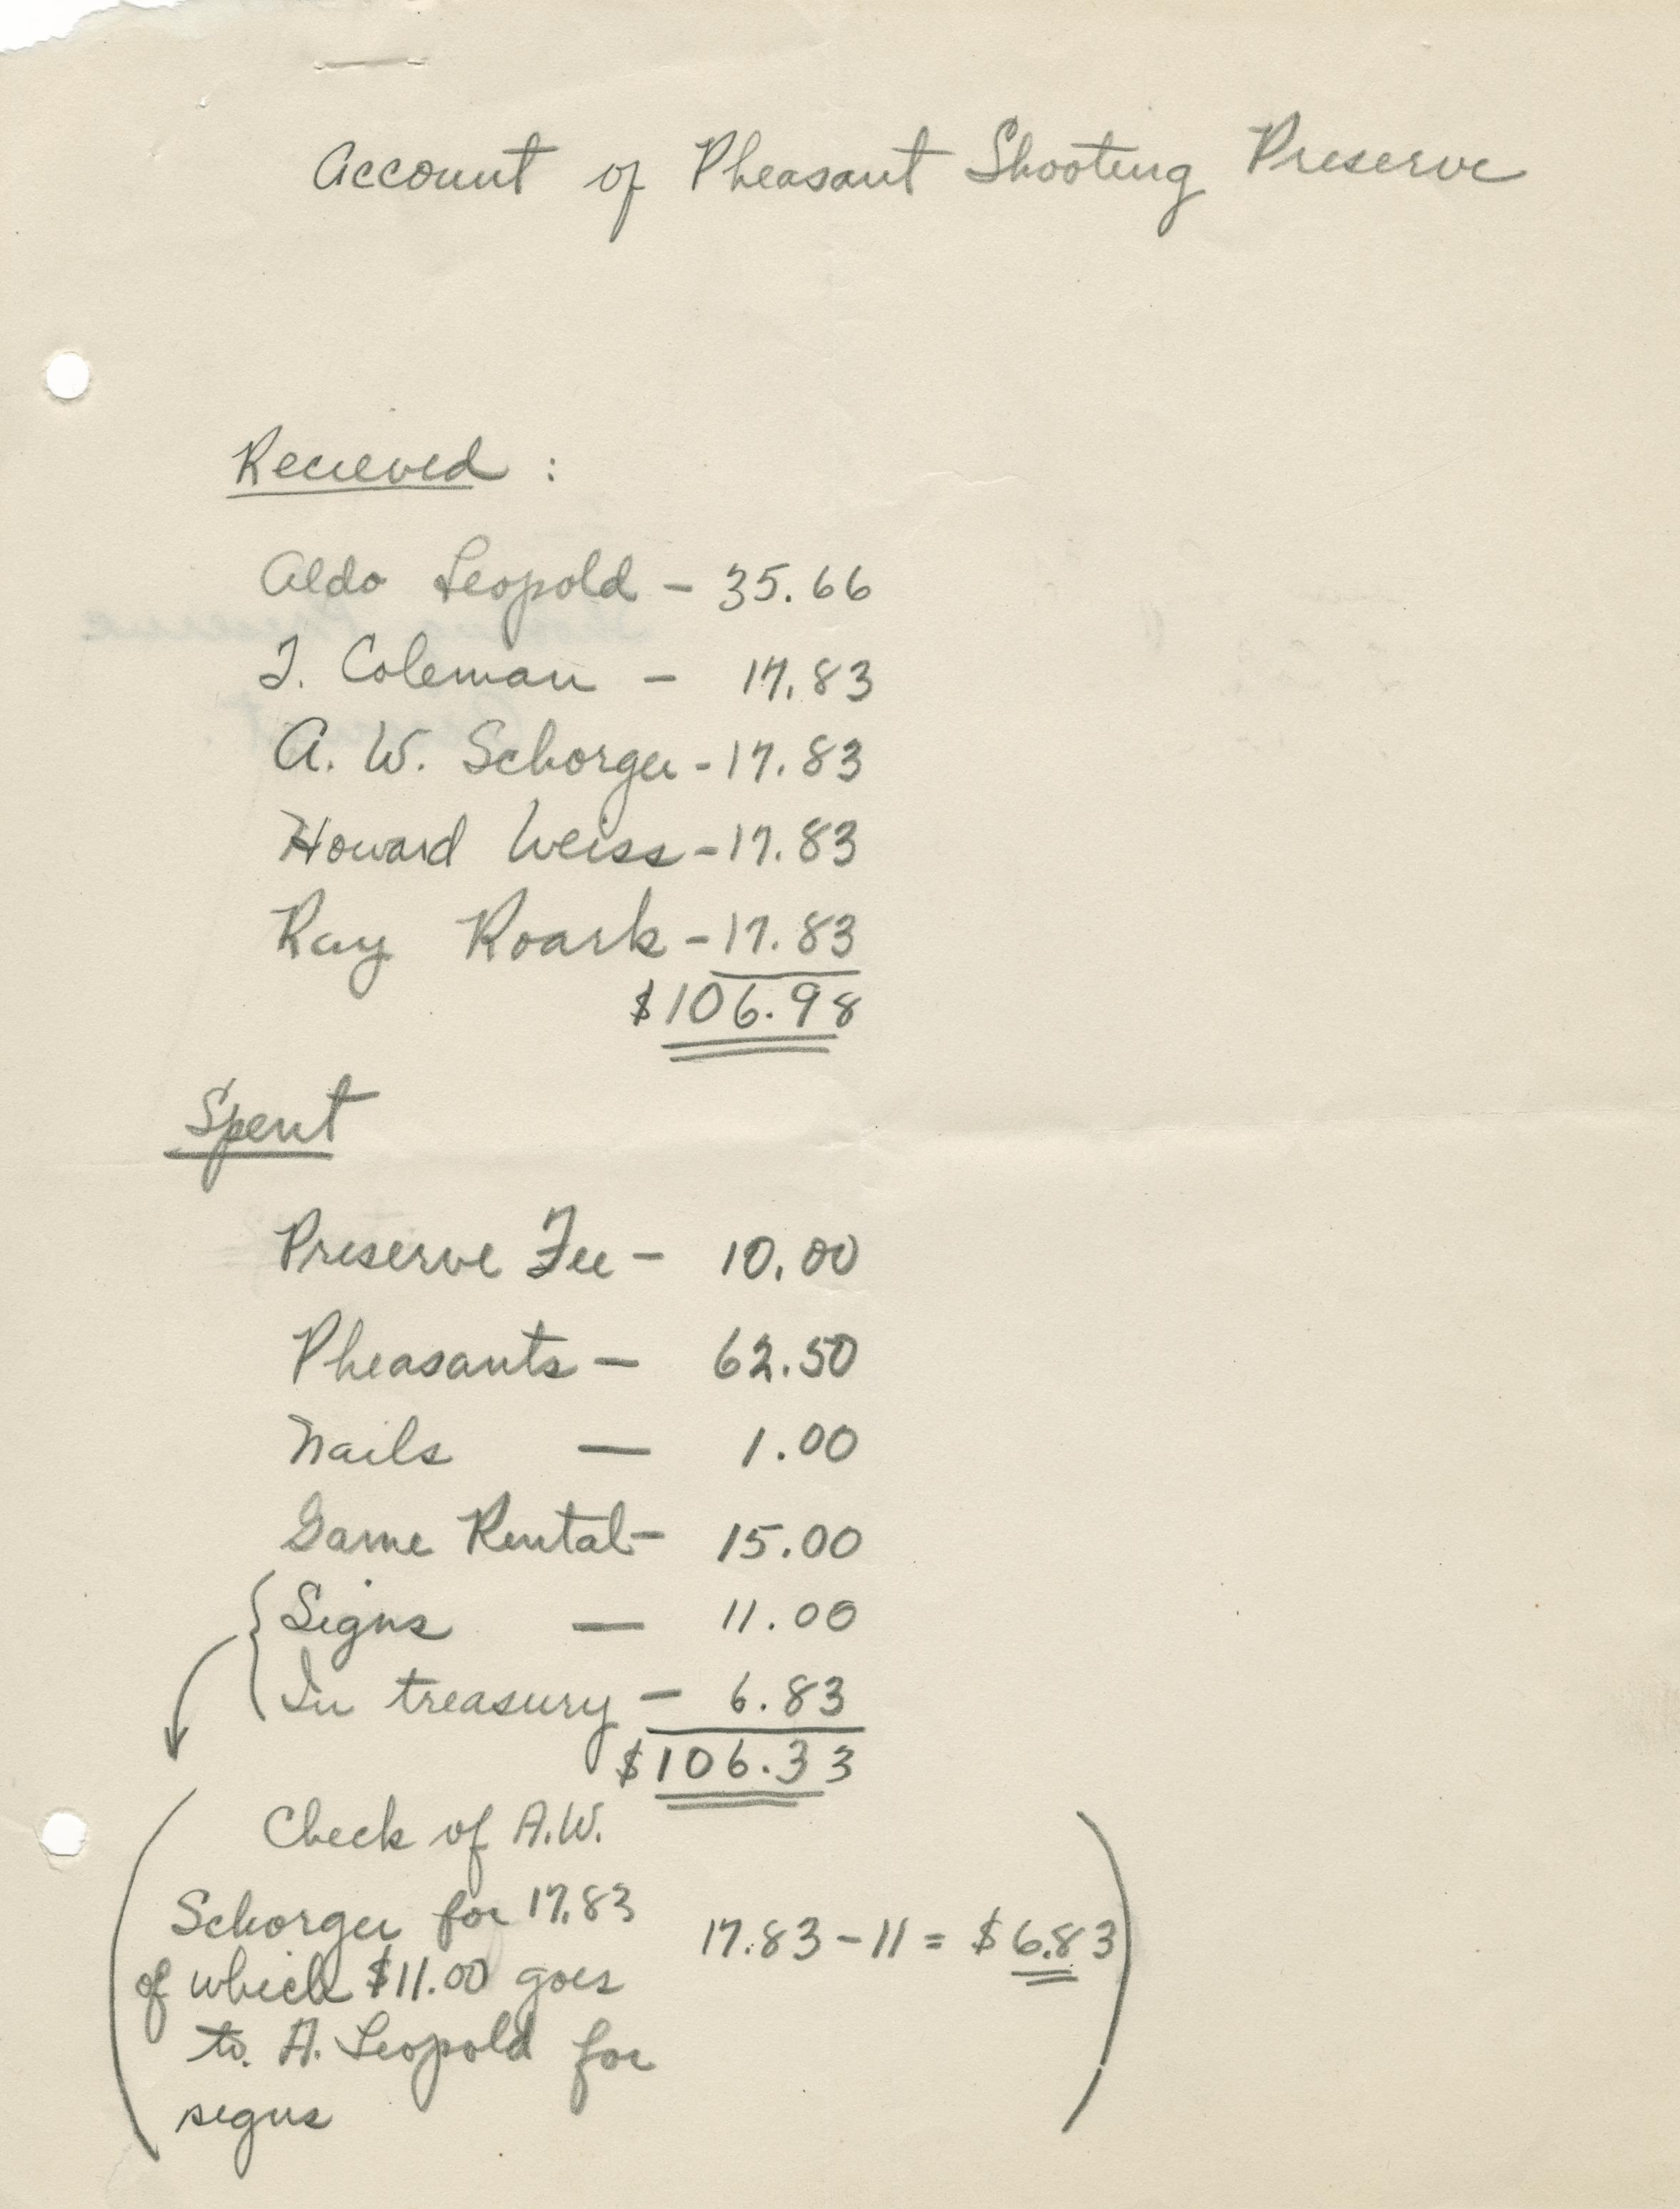 Account of Pheasant Shooting Preserve
Recieved :
Aldo Leopold - 35.66
T. Coleman - 17.83
A. W. Schorger - 17.83
Howard Weiss - 17.83
Ray Roark - 17.83
$106.98
Spent
Preserve Fee - 10.00
Pheasants - 62.50
Nails - 1.00
Game Rental - 15.00
Signs - 11.00
In treasury - 6.83
$106.33
Check of A.W.
Schorger for 17.83
17.83 - 11 = $6.83
of which $11.00 goes
to A. Leopold for
signs